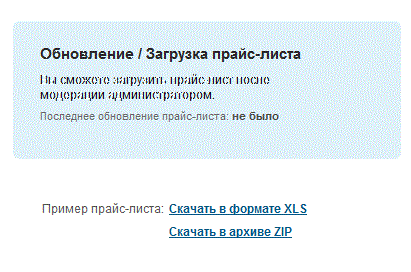 Обновление / Загрузка прайс-листа
Вы сможете загрузить прайс-лист после
модерации администратором.
Последнее обновление прайс-листа: не было
Пример прайс-листа: Скачать в формате XLS
Скачать в архиве ZIP